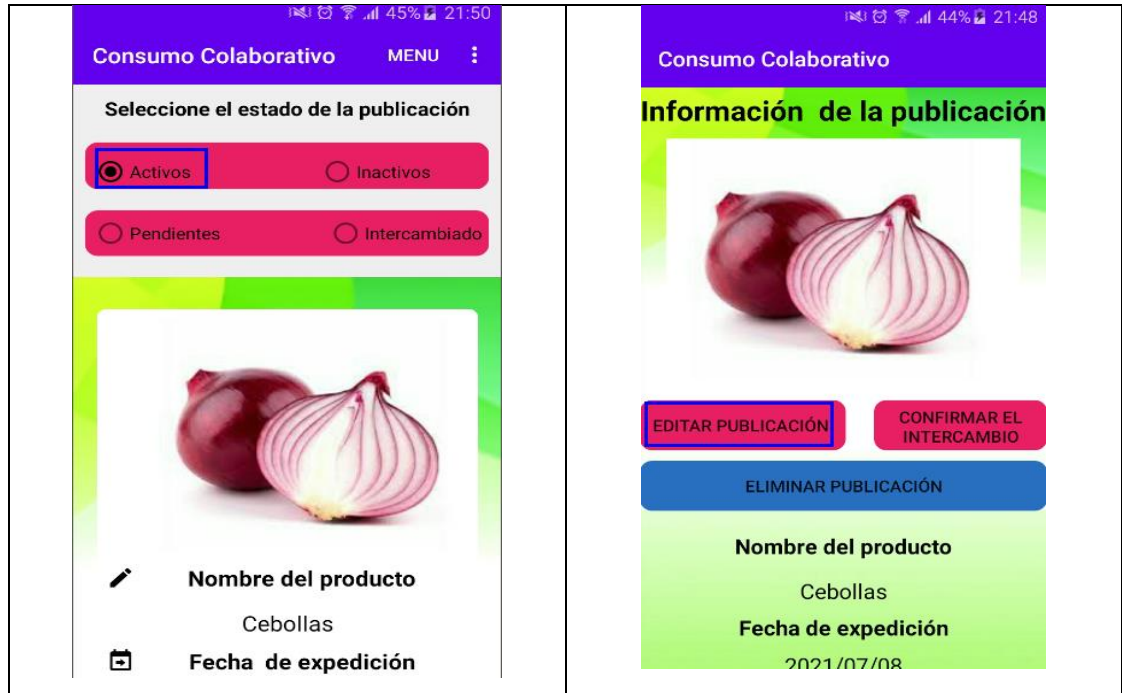 45% 21:50
Consumo Colaborativo MENU
Seleccione el estado de la publicación
Activos Inactivos
Pendientes Intercambiado
Nombre del producto
Cebollas
Fecha de expedición
44% 21:48
Consumo Colaborativo
Información de la publicación
EDITAR PUBLICACIÓN
CONFIRMAR EL
INTERCAMBIO
ELIMINAR PUBLICACIÓN
Nombre del producto
Cebollas
Fecha de expedición
2021/07/08